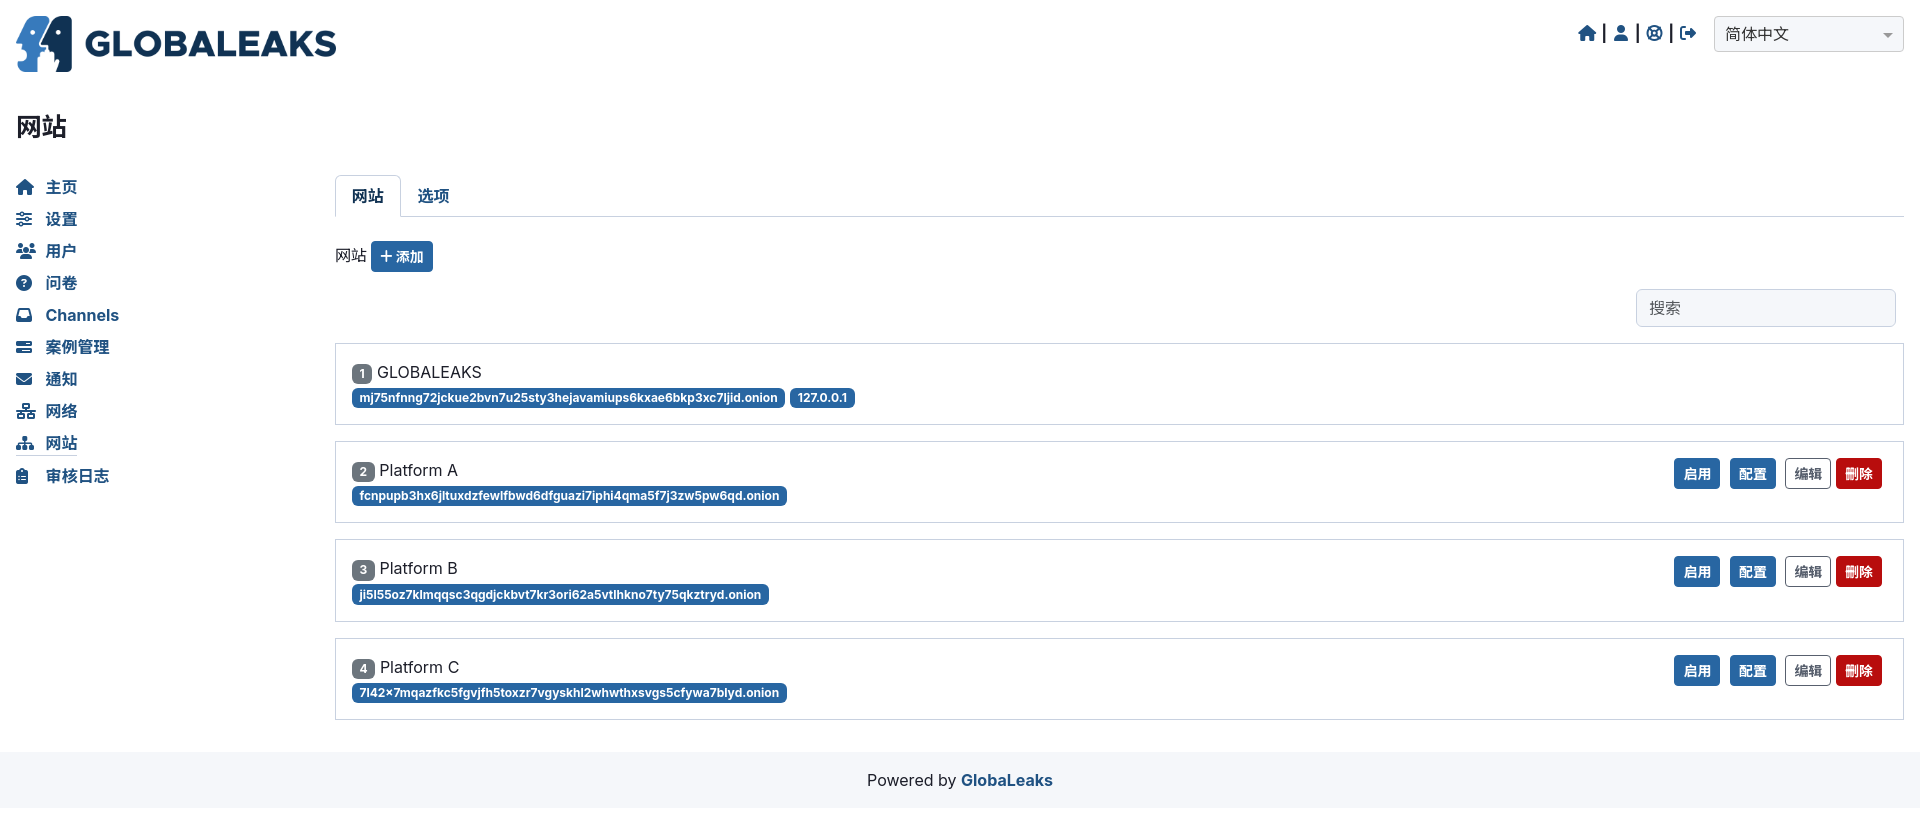 GLOBALEAKS
简体中文
网站
主页
设置
用户
问卷
Channels
案例管理
通知
网络
网站
审核日志
网站 选项
网站 添加
搜索
1 GLOBALEAKS
mj75nfnng72jckue2bvn7u25sty3hejavamiups6kxae6bkp3xc7ljid.onion 127.0.0.1
2 Platform A 启用 配置 编辑 删除
fcnpupb3hx6jltuxdzfewlfbwd6dfguazi7iphi4qma5f7j3zw5pw6qd.onion
3 Platform B 启用 配置 编辑 删除
ji5l55oz7klmqqsc3qgdjckbvt7kr3ori62a5vtlhkno7ty75qkztryd.onion
4 Platform C 启用 配置 编辑 删除
7l42x7mqazfkc5fgvjfh5toxzr7vgyskhl2whwthxsvgs5cfywa7blyd.onion
Powered by GlobaLeaks